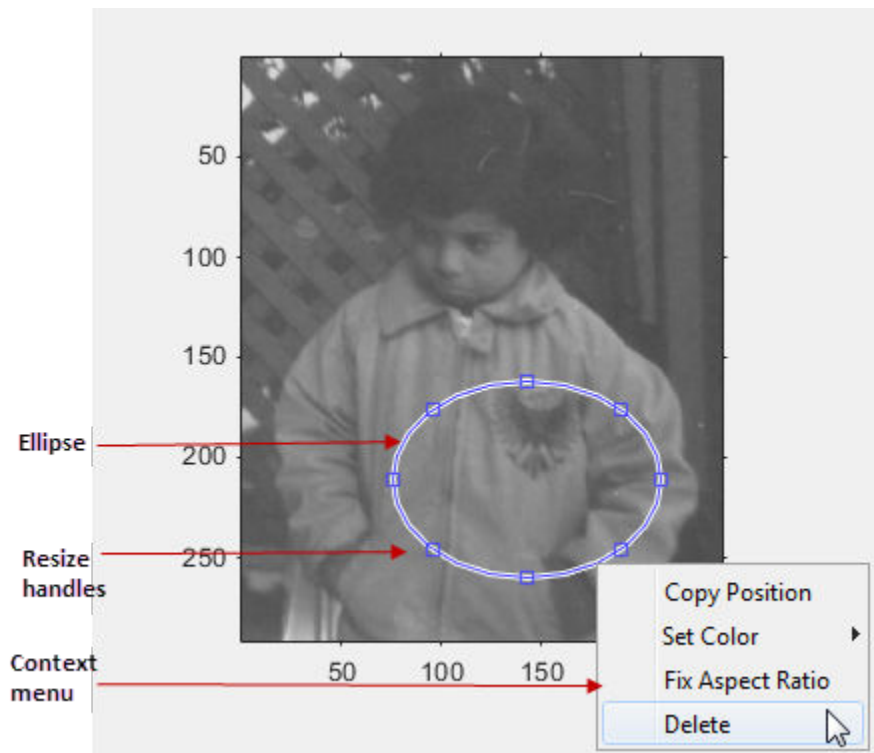 50
100
150
Ellipse
200
Resize
handles
250
Context
menu
50
100
150
Copy Position
Set Color
Fix Aspect Ratio
Delete